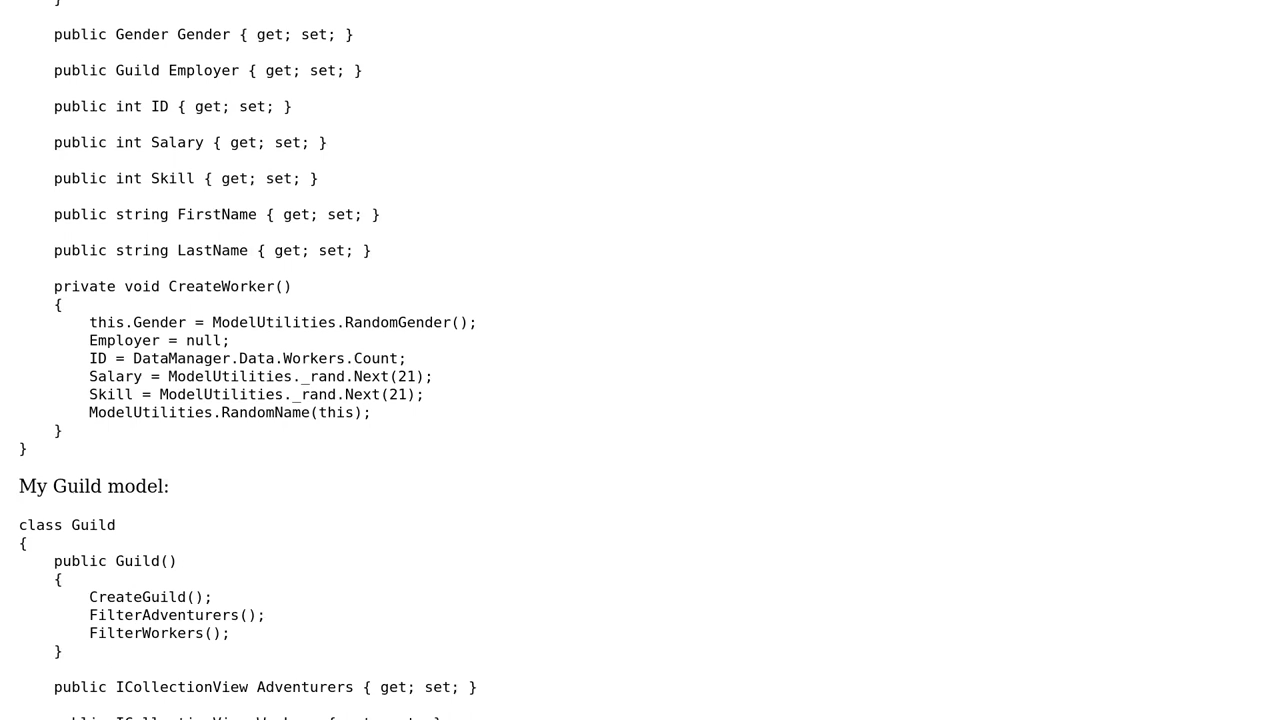 }
public Gender Gender { get; set; }
public Guild Employer { get; set; }
public int ID { get; set; }
public int Salary { get; set; }
public int Skill { get; set; }
public string FirstName { get; set; }
public string LastName { get; set; }
private void CreateWorker()
{
this.Gender = ModelUtilities.RandomGender();
Employer = null;
ID = DataManager.Data.Workers.Count;
Salary = ModelUtilities._rand.Next(21);
Skill = ModelUtilities._rand.Next(21);
ModelUtilities.RandomName(this);
}
}
My Guild model:
class Guild
{
public Guild()
{
CreateGuild();
FilterAdventurers();
FilterWorkers();
}
public ICollectionView Adventurers { get; set; }